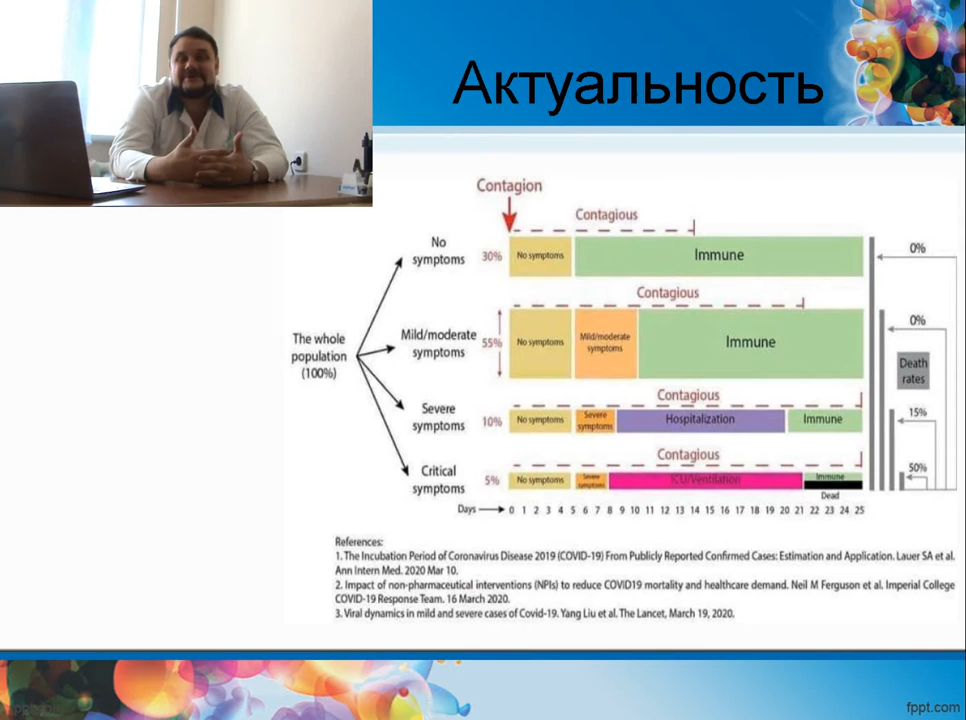 Актуальность
Contagion
Contagious
No
symptoms
30%
No symptoms
Immune
0%
Contagious
The whole
population
(100%)
Mild/moderate
symptoms
55%
No symptoms
Mild/moderate
symptoms
Immune
0%
Death
rates
Contagious
Severe
symptoms
10%
No symptoms
Severe
symptoms
Hospitalization
Immune
15%
Contagious
Critical
symptoms
5%
No symptoms
Severe
symptoms
ICU/Ventilation
Immune
Dead
50%
Days
0 1 2 3 4 5 6 7 8 9 10 11 12 13 14 15 16 17 18 19 20 21 22 23 24 25
References:
1. The Incubation Period of Coronavirus Disease 2019 (COVID-19) From Publicly Reported Confirmed Cases: Estimation and Application. Lauer SA et al.
Ann Intern Med. 2020 Mar 10.
2. Impact of non-pharmaceutical interventions (NPIs) to reduce COVID19 mortality and healthcare demand. Neil M Ferguson et al. Imperial College
COVID-19 Response Team. 16 March 2020.
3. Viral dynamics in mild and severe cases of Covid-19. Yang Liu et al. The Lancet, March 19, 2020.
fppt.com